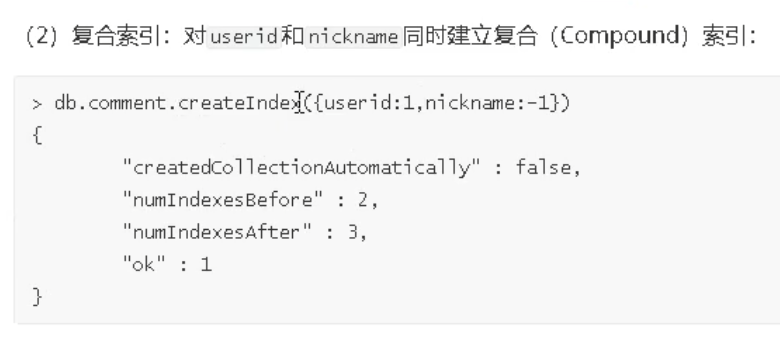 (2) 复合索引：对userid和nickname同时建立复合（Compound）索引：
> db.comment.createIndex({userid:1,nickname:-1})
{
"createdCollectionAutomatically" : false,
"numIndexesBefore" : 2,
"numIndexesAfter" : 3,
"ok" : 1
}